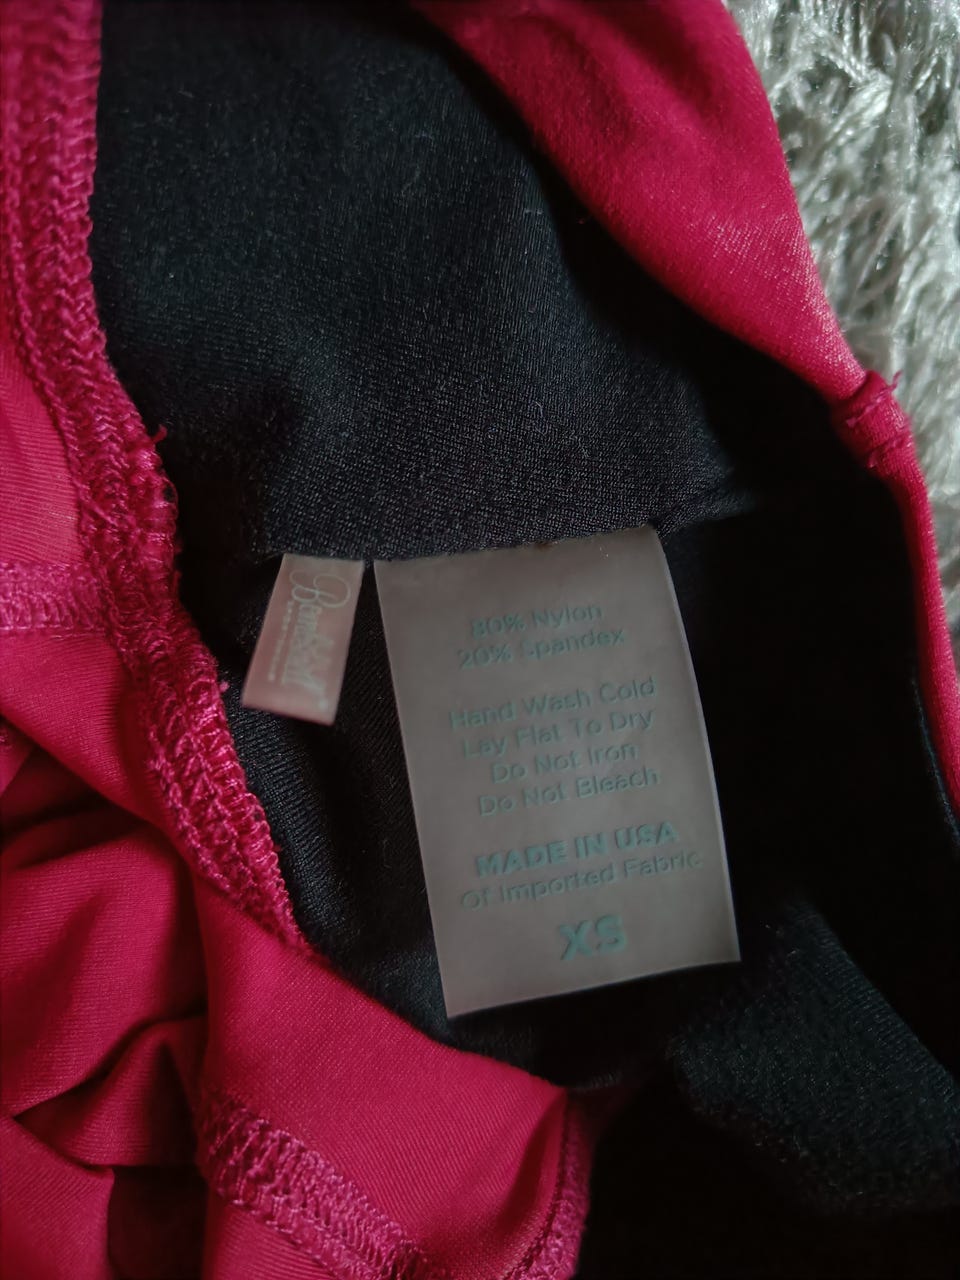 80% Nylon
20% Spandex
Hand Wash Cold
Lay Flat To Dry
Do Not Iron
Do Not Bleach
MADE IN USA
Of Imported Fabric
XS